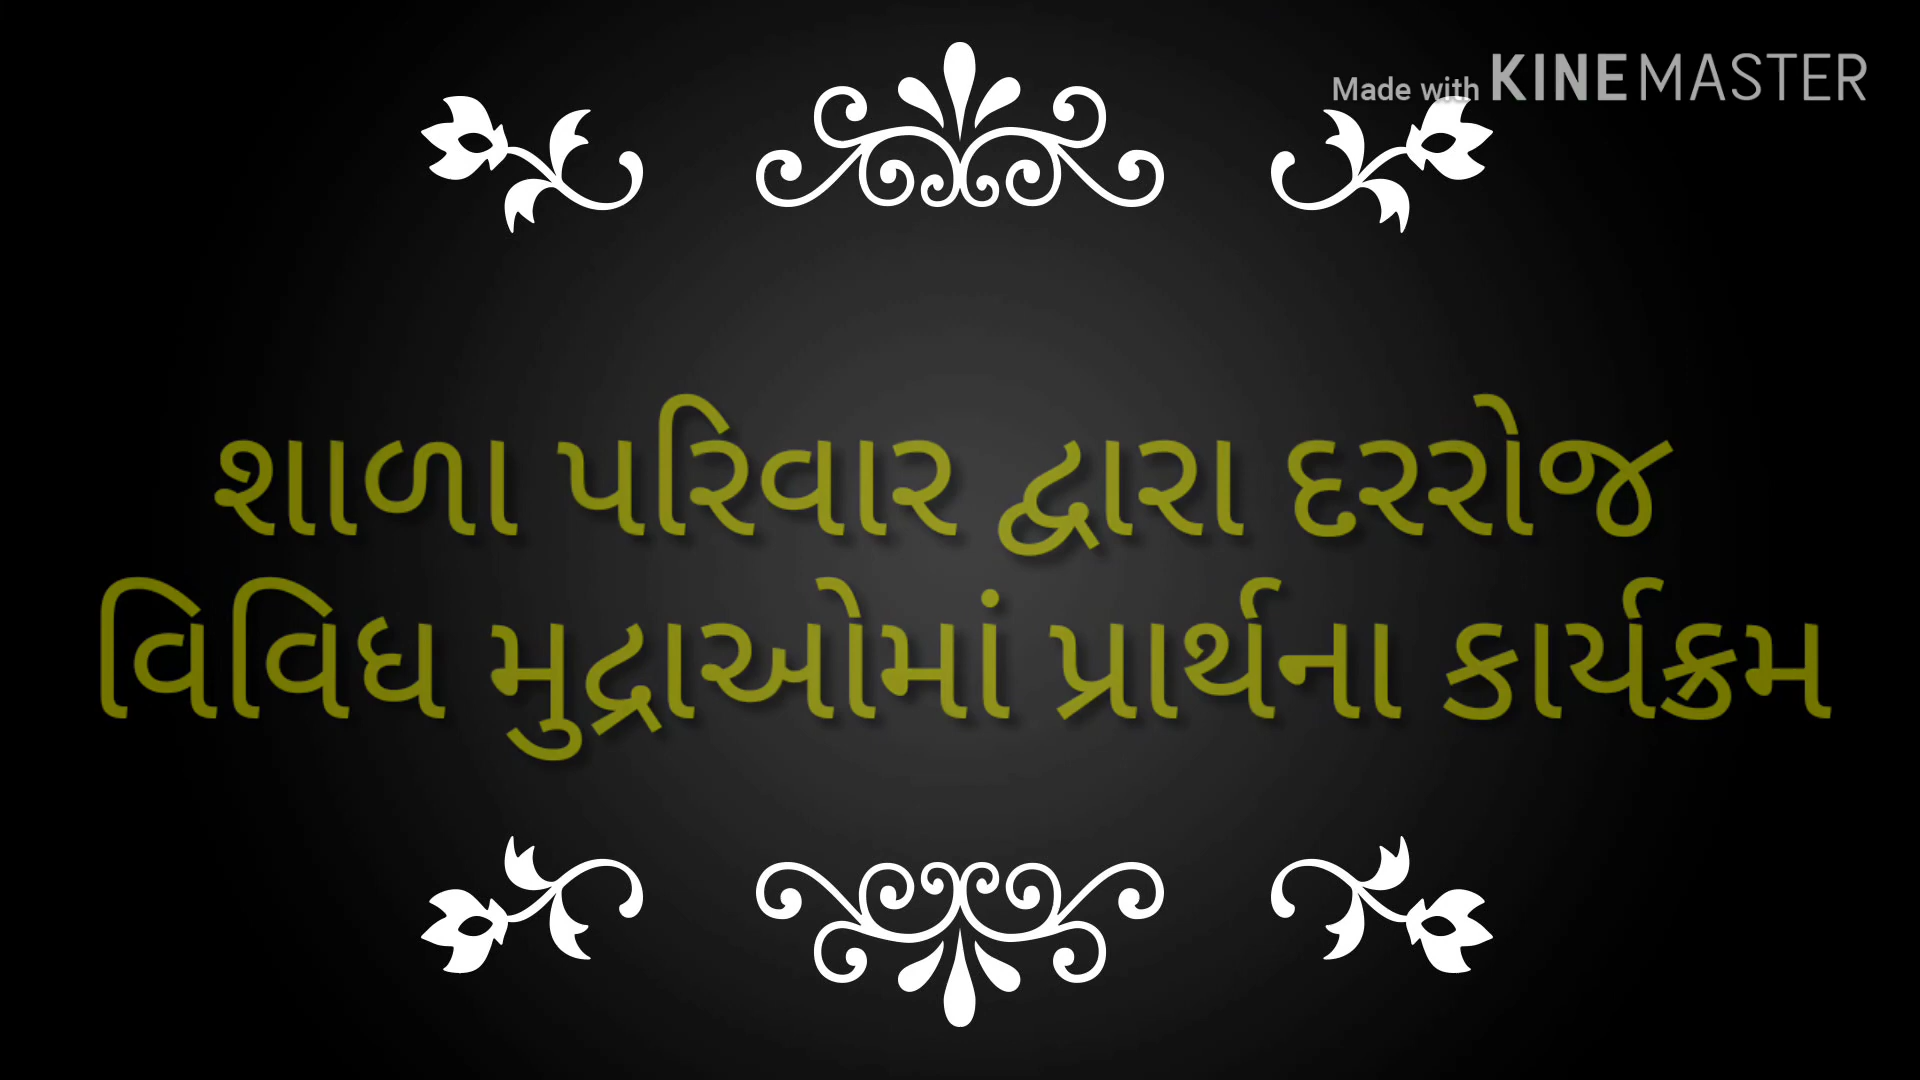 Made with KINEMASTER
શાળા પરિવાર દ્વારા દરરોજ
વિવિધ મુદ્રાઓમાં પ્રાર્થના કાર્યક્રમ